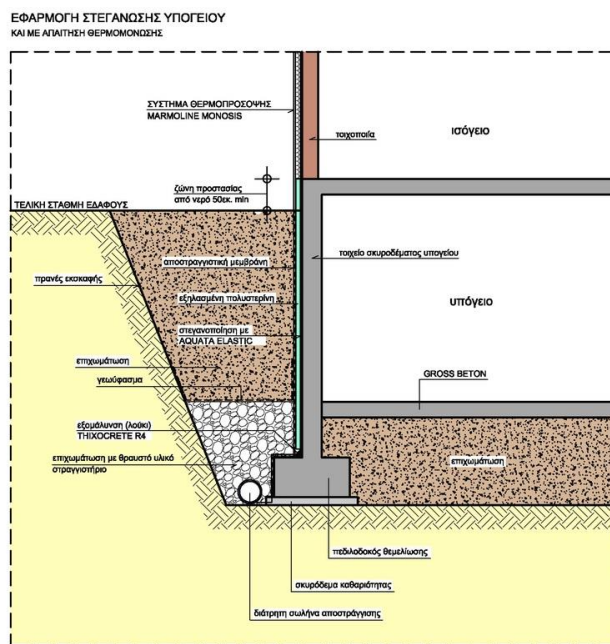 ΕΦΑΡΜΟΓΗ ΣΤΕΓΑΝΩΣΗΣ ΥΠΟΓΕΙΟΥ
ΚΑΙ ΜΕ ΑΠΑΙΤΗΣΗ ΘΕΡΜΟΜΟΝΩΣΗΣ
ΣΥΣΤΗΜΑ ΘΕΡΜΟΠΡΟΣΟΨΗΣ
MARMOLINE MONOSIS
τοιχοποιία
ισόγειο
ζώνη προστασίας
από νερό 50εκ. min
ΤΕΛΙΚΗ ΣΤΑΘΜΗ ΕΔΑΦΟΥΣ
τοιχείο σκυροδέματος υπογείου
αποστραγγιστική μεμβράνη
πρανές εκσκαφής
εξηλασμένη πολυστερίνη
υπόγειο
στεγανοποίηση με
AQUATA ELASTIC
επιχωμάτωση
GROSS BETON
γεωύφασμα
εξομάλυνση (λούκι)
THIXOCRETE R4
επιχωμάτωση με θραυστό υλικό
στραγγιστήριο
επιχωμάτωση
πεδιλοδοκός θεμελίωσης
σκυρόδεμα καθαριότητας
διάτρητη σωλήνα αποστράγγισης